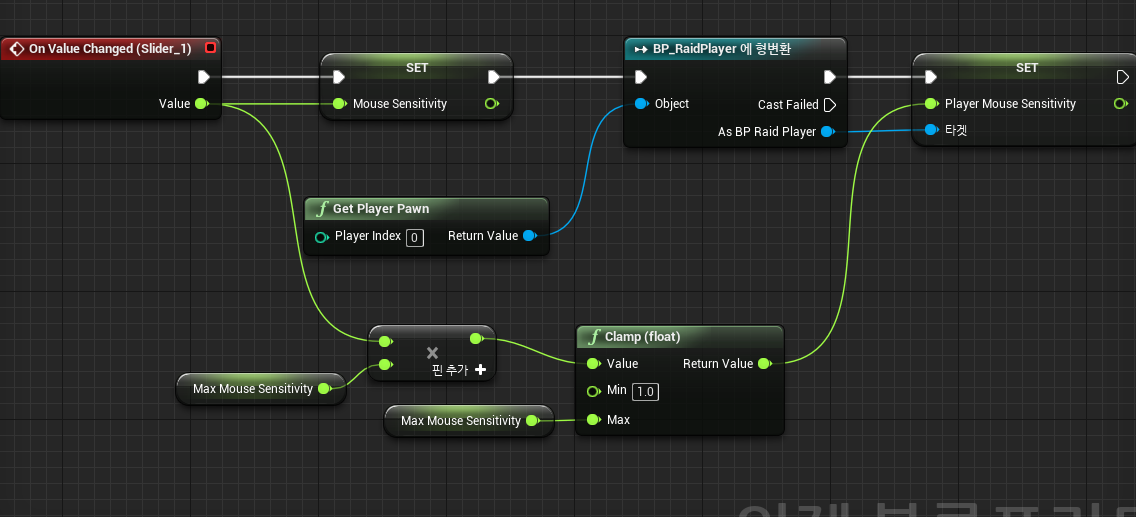 On Value Changed (Slider_1)
Value
SET
Mouse Sensitivity
BP_RaidPlayer 에 형변환
Object
Cast Failed
As BP Raid Player
SET
Player Mouse Sensitivity
타겟
Get Player Pawn
Player Index 0
Return Value
핀 추가
Max Mouse Sensitivity
Max Mouse Sensitivity
Clamp (float)
Value
Return Value
Min 1.0
Max